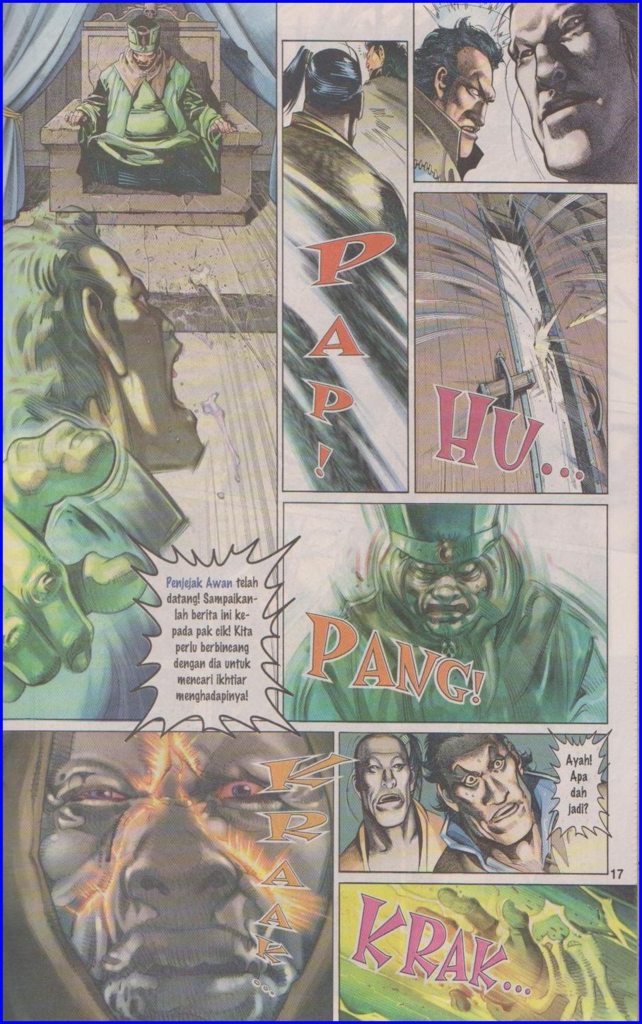 PAP!
HU...
Penjejak Awan telah
datang! Sampaikan-
lah berita ini ke-
pada pak cik! Kita
perlu berbincang
dengan dia untuk
mencari ikhtiar
menghadapinya!
PANG!
KRAAK...
Ayah!
Apa
dah
jadi?
17
KRAK...